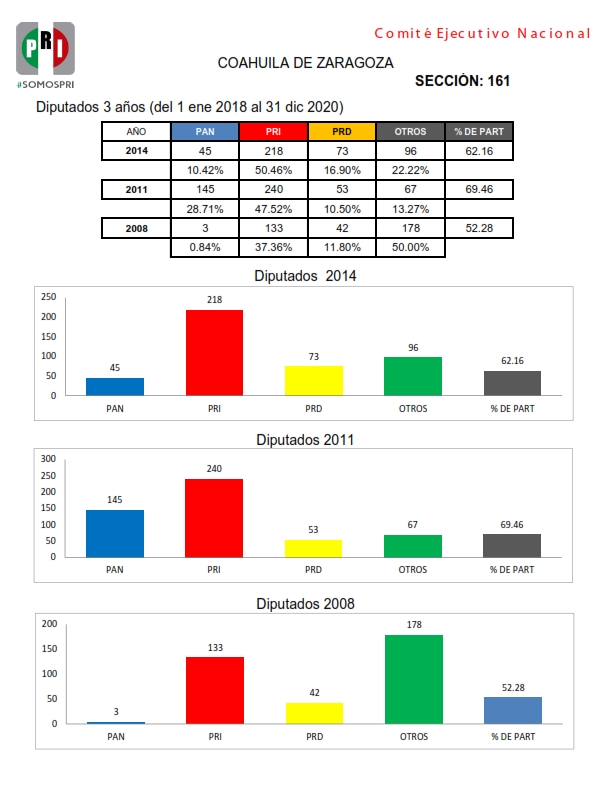 Comité Ejecutivo Nacional
PRI
#SOMOSPRI
COAHUILA DE ZARAGOZA
SECCIÓN: 161
Diputados 3 años (del 1 ene 2018 al 31 dic 2020)
AÑO PAN PRI PRD OTROS % DE PART
2014 45 218 73 96 62.16
10.42% 50.46% 16.90% 22.22%
2011 145 240 53 67 69.46
28.71% 47.52% 10.50% 13.27%
2008 3 133 42 178 52.28
0.84% 37.36% 11.80% 50.00%
Diputados 2014
250
200
150
100
50
0
45 218 73 96 62.16
PAN PRI PRD OTROS % DE PART
Diputados 2011
300
250
200
150
100
50
0
145 240 53 67 69.46
PAN PRI PRD OTROS % DE PART
Diputados 2008
200
150
100
50
0
3 133 42 178 52.28
PAN PRI PRD OTROS % DE PART